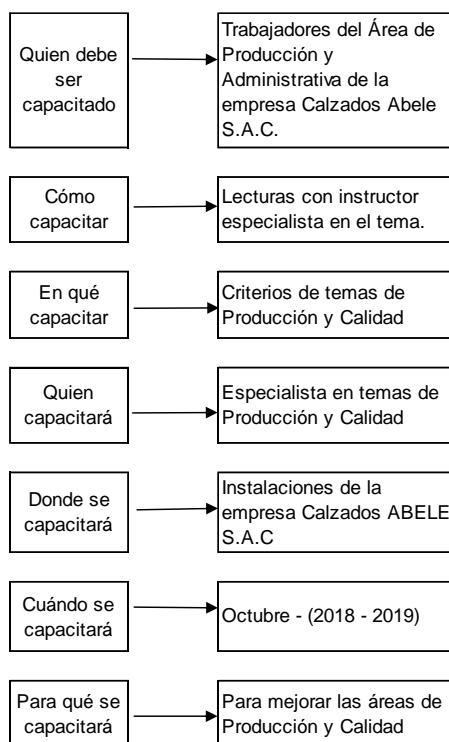 Quien debe
ser
capacitado
Trabajadores del Área de
Producción y
Administrativa de la
empresa Calzados Abele
S.A.C.
Cómo
capacitar
Lecturas con instructor
especialista en el tema.
En qué
capacitar
Criterios de temas de
Producción y Calidad
Quien
capacitará
Especialista en temas de
Producción y Calidad
Donde se
capacitará
Instalaciones de la
empresa Calzados ABELE
S.A.C
Cuándo se
capacitará
Octubre - (2018 - 2019)
Para qué se
capacitará
Para mejorar las áreas de
Producción y Calidad